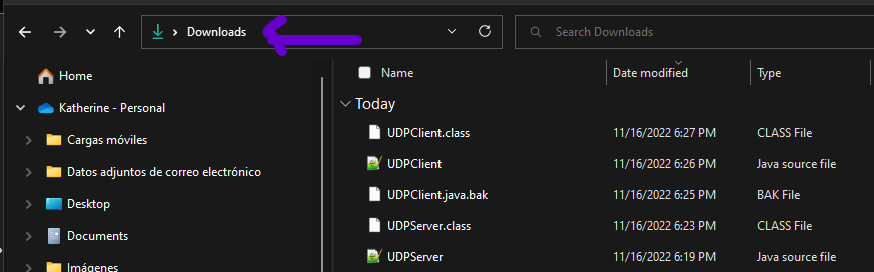 Downloads
Search Downloads
Home
Katherine - Personal
Cargas móviles
Datos adjuntos de correo electrónico
Desktop
Documents
Imágenes
Name Date modified Type
Today
UDPClient.class 11/16/2022 6:27 PM CLASS File
UDPClient 11/16/2022 6:26 PM Java source file
UDPClient.java.bak 11/16/2022 6:25 PM BAK File
UDPServer.class 11/16/2022 6:23 PM CLASS File
UDPServer 11/16/2022 6:19 PM Java source file